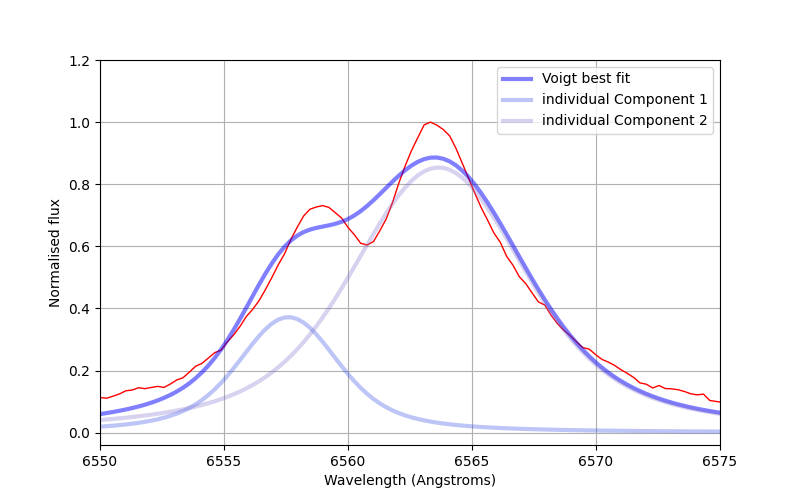 1.2
1.0
0.8
0.6
0.4
0.2
0.0
Normalised flux
Voigt best fit
individual Component 1
individual Component 2
6550 6555 6560 6565 6570 6575
Wavelength (Angstroms)